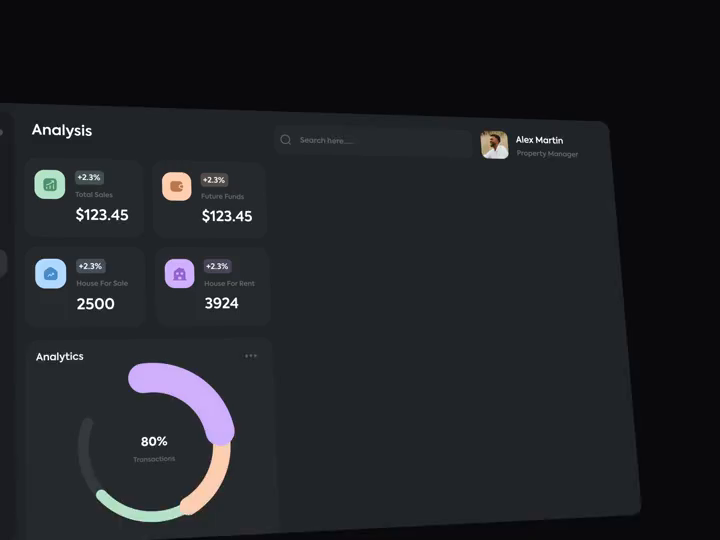 Analysis
Search here.....
Alex Martin
Property Manager
+2.3%
Total Sales
$123.45
+2.3%
Future Funds
$123.45
+2.3%
House For Sale
2500
+2.3%
House For Rent
3924
Analytics
80%
Transactions